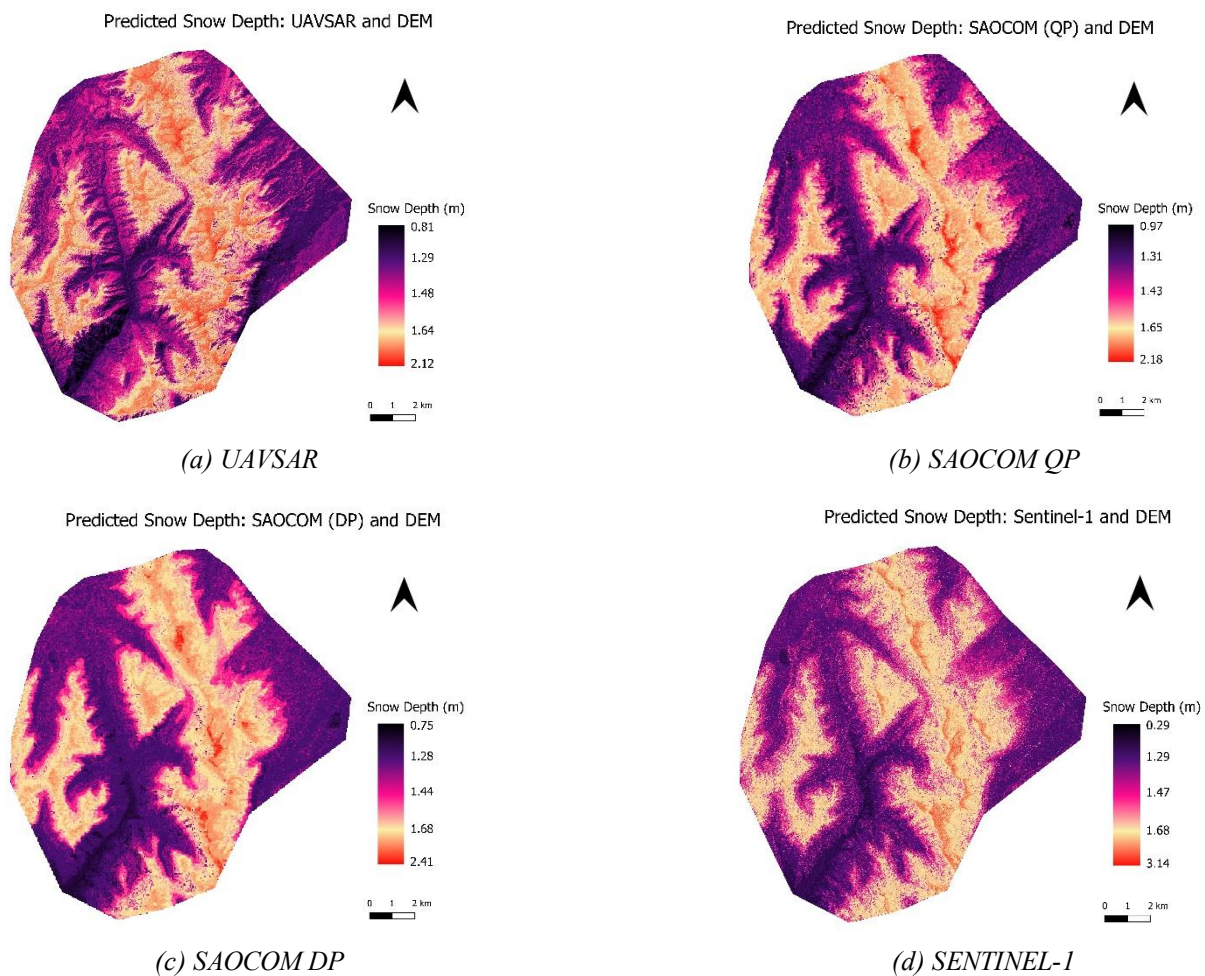 Predicted Snow Depth: UAVSAR and DEM
Snow Depth (m)
0.81
1.29
1.48
1.64
2.12
0 1 2 km
(a) UAVSAR
Predicted Snow Depth: SAOCOM (QP) and DEM
Snow Depth (m)
0.97
1.31
1.43
1.65
2.18
0 1 2 km
(b) SAOCOM QP
Predicted Snow Depth: SAOCOM (DP) and DEM
Snow Depth (m)
0.75
1.28
1.44
1.68
2.41
0 1 2 km
(c) SAOCOM DP
Predicted Snow Depth: Sentinel-1 and DEM
Snow Depth (m)
0.29
1.29
1.47
1.68
3.14
0 1 2 km
(d) SENTINEL-1